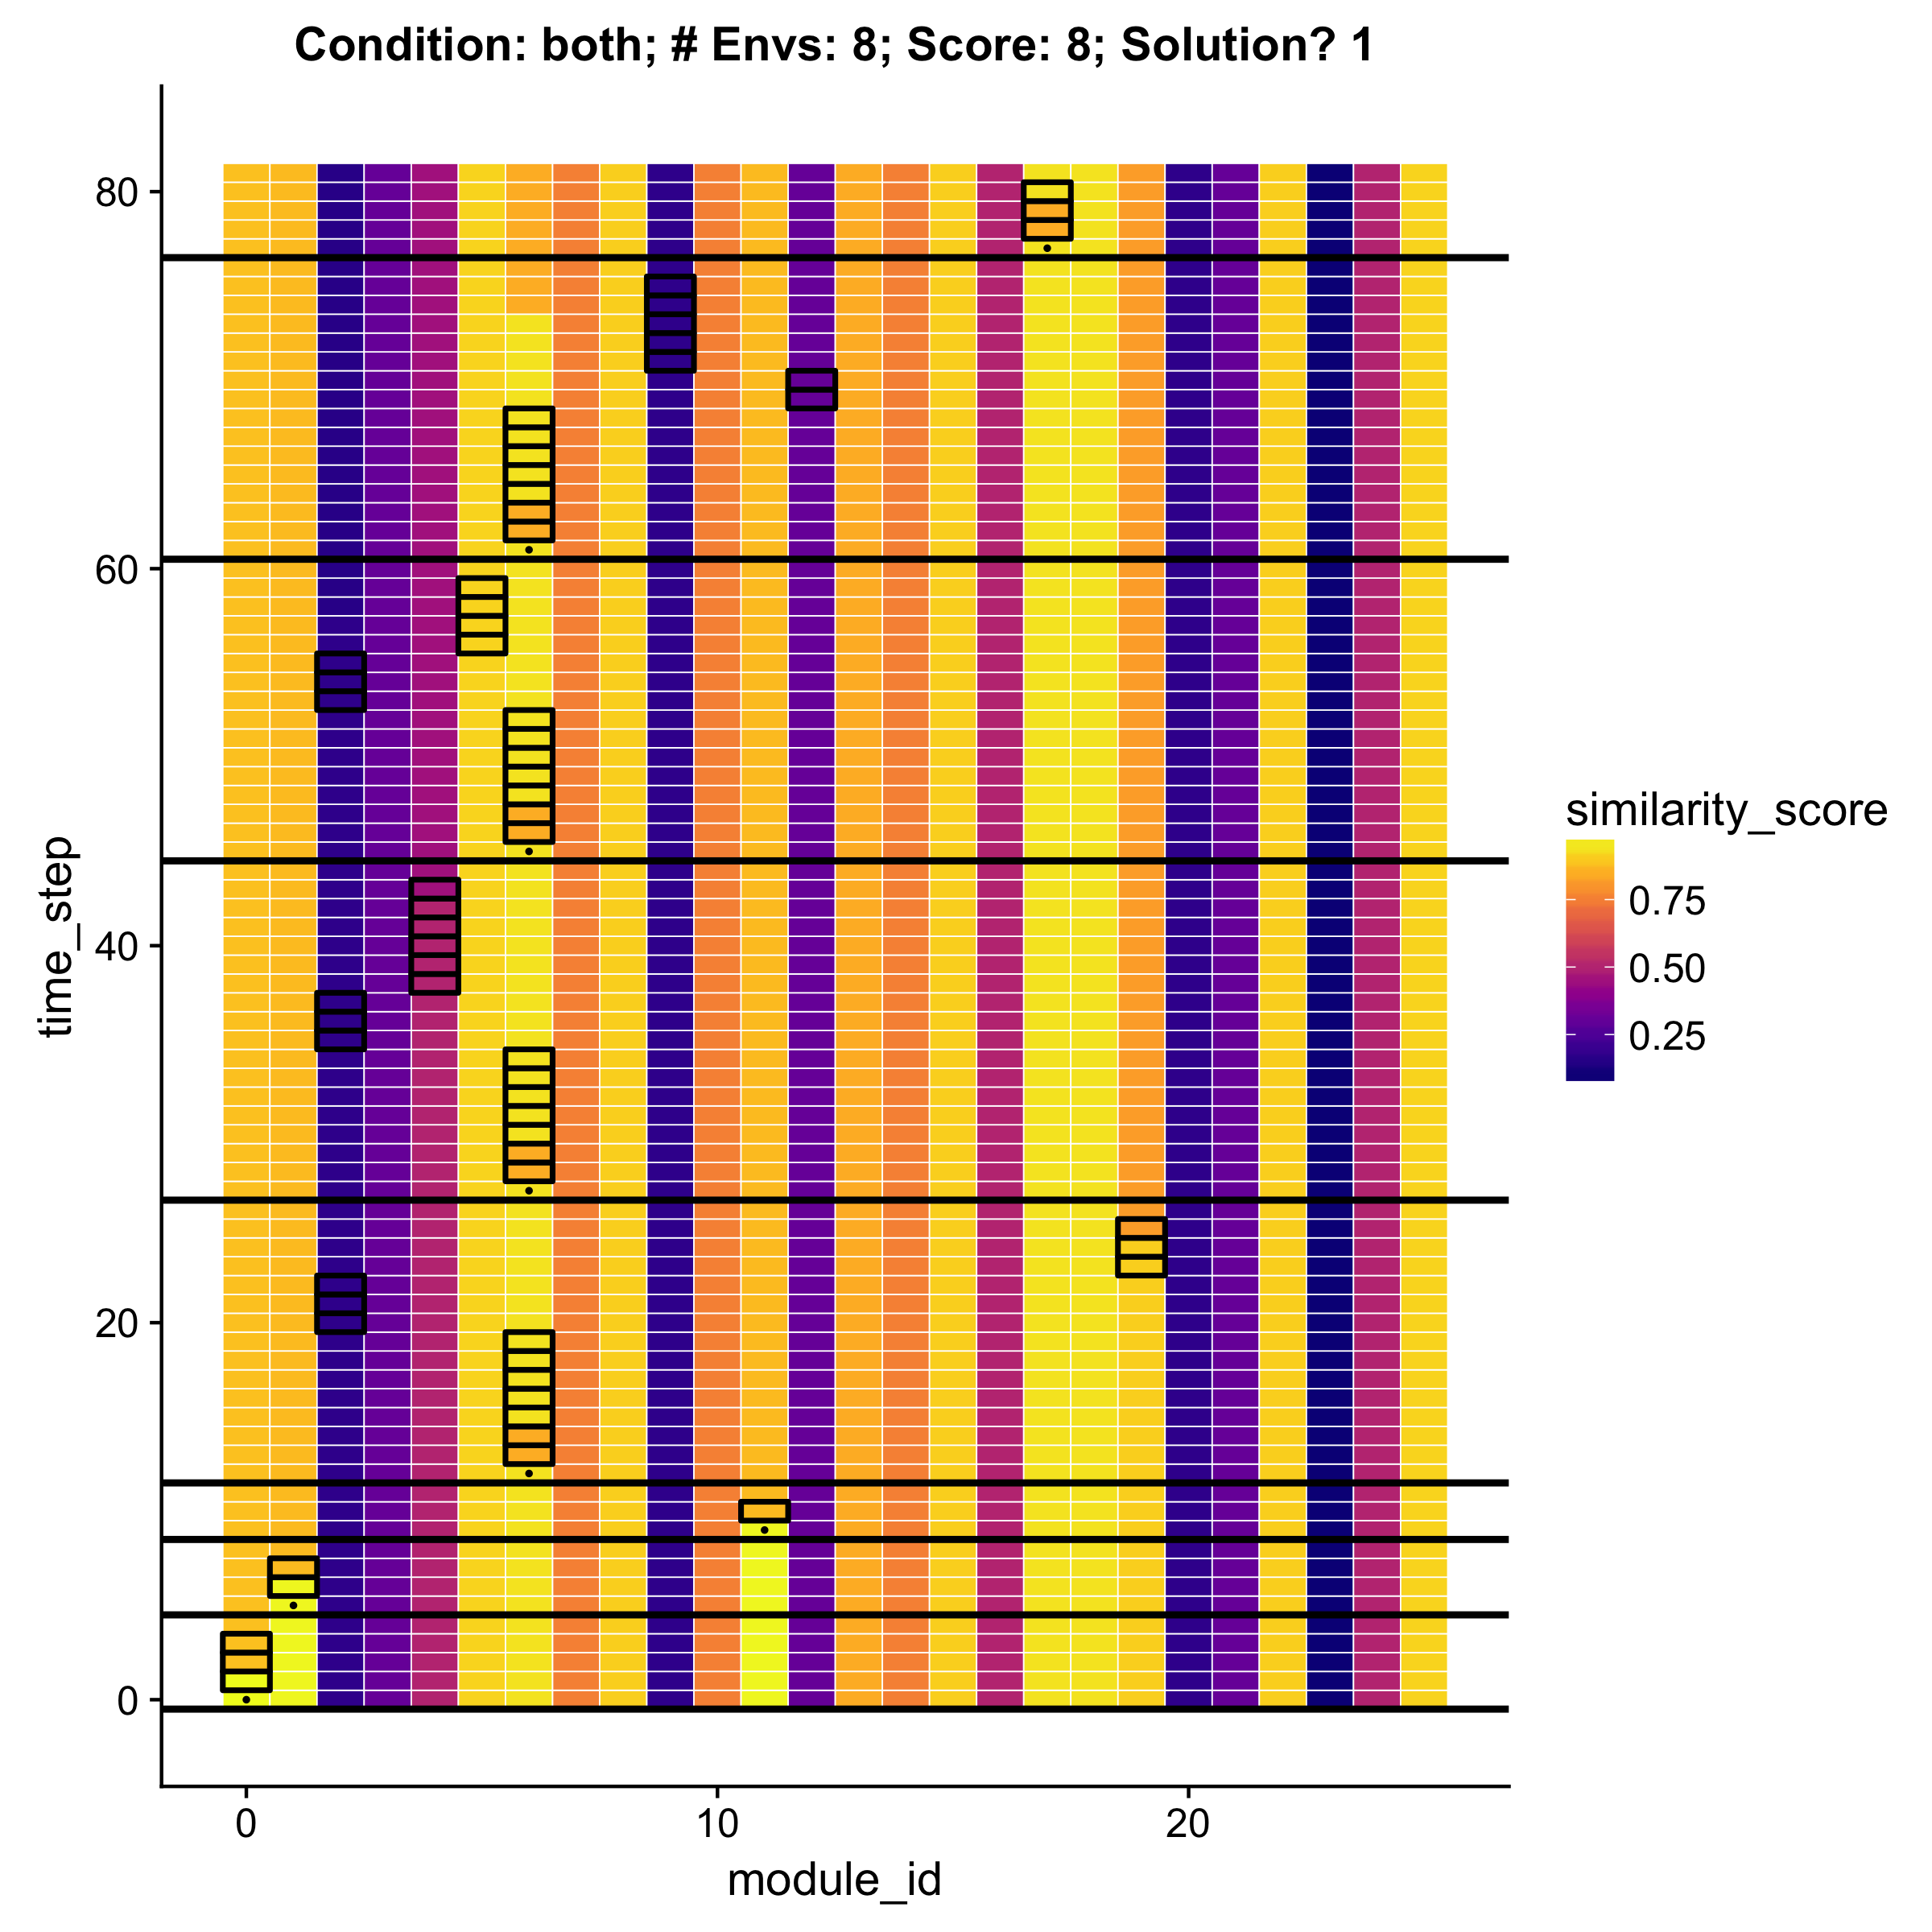 Condition: both; # Envs: 8; Score: 8; Solution? 1
80
60
40
20
0
time_step
0 10 20
module_id
similarity_score
0.75
0.50
0.25